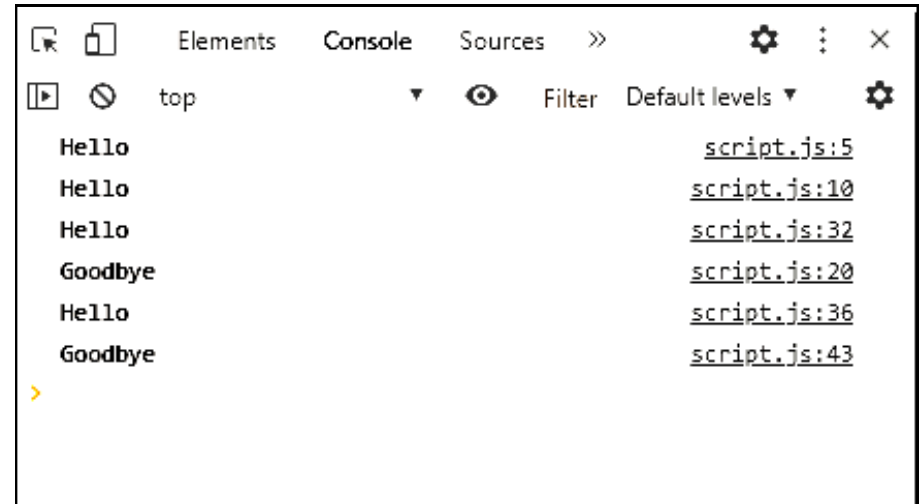 Elements Console Sources »
top Filter Default levels
Hello script.js:5
Hello script.js:10
Hello script.js:32
Goodbye script.js:20
Hello script.js:36
Goodbye script.js:43
>